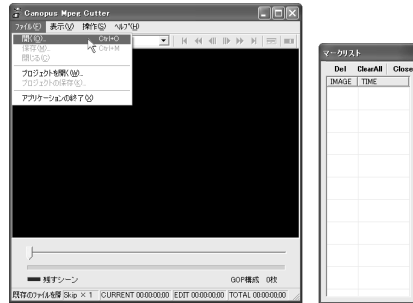 Canopus Mpeg Cutter
ファイル(F) 表示(V) 操作(S) ヘルプ(H)
開く(O)... Ctrl+O
保存(M)... Ctrl+M
閉じる(C)
プロジェクトを開く(W)...
プロジェクトの保存(S)...
アプリケーションの終了(X)
残すシーン
GOP構成 0枚
既存のファイルを開 Skip × 1 CURRENT 00:00:00;00 EDIT 00:00:00;00 TOTAL 00:00:00;00
マークリスト
Del ClearAll Close
IMAGE TIME